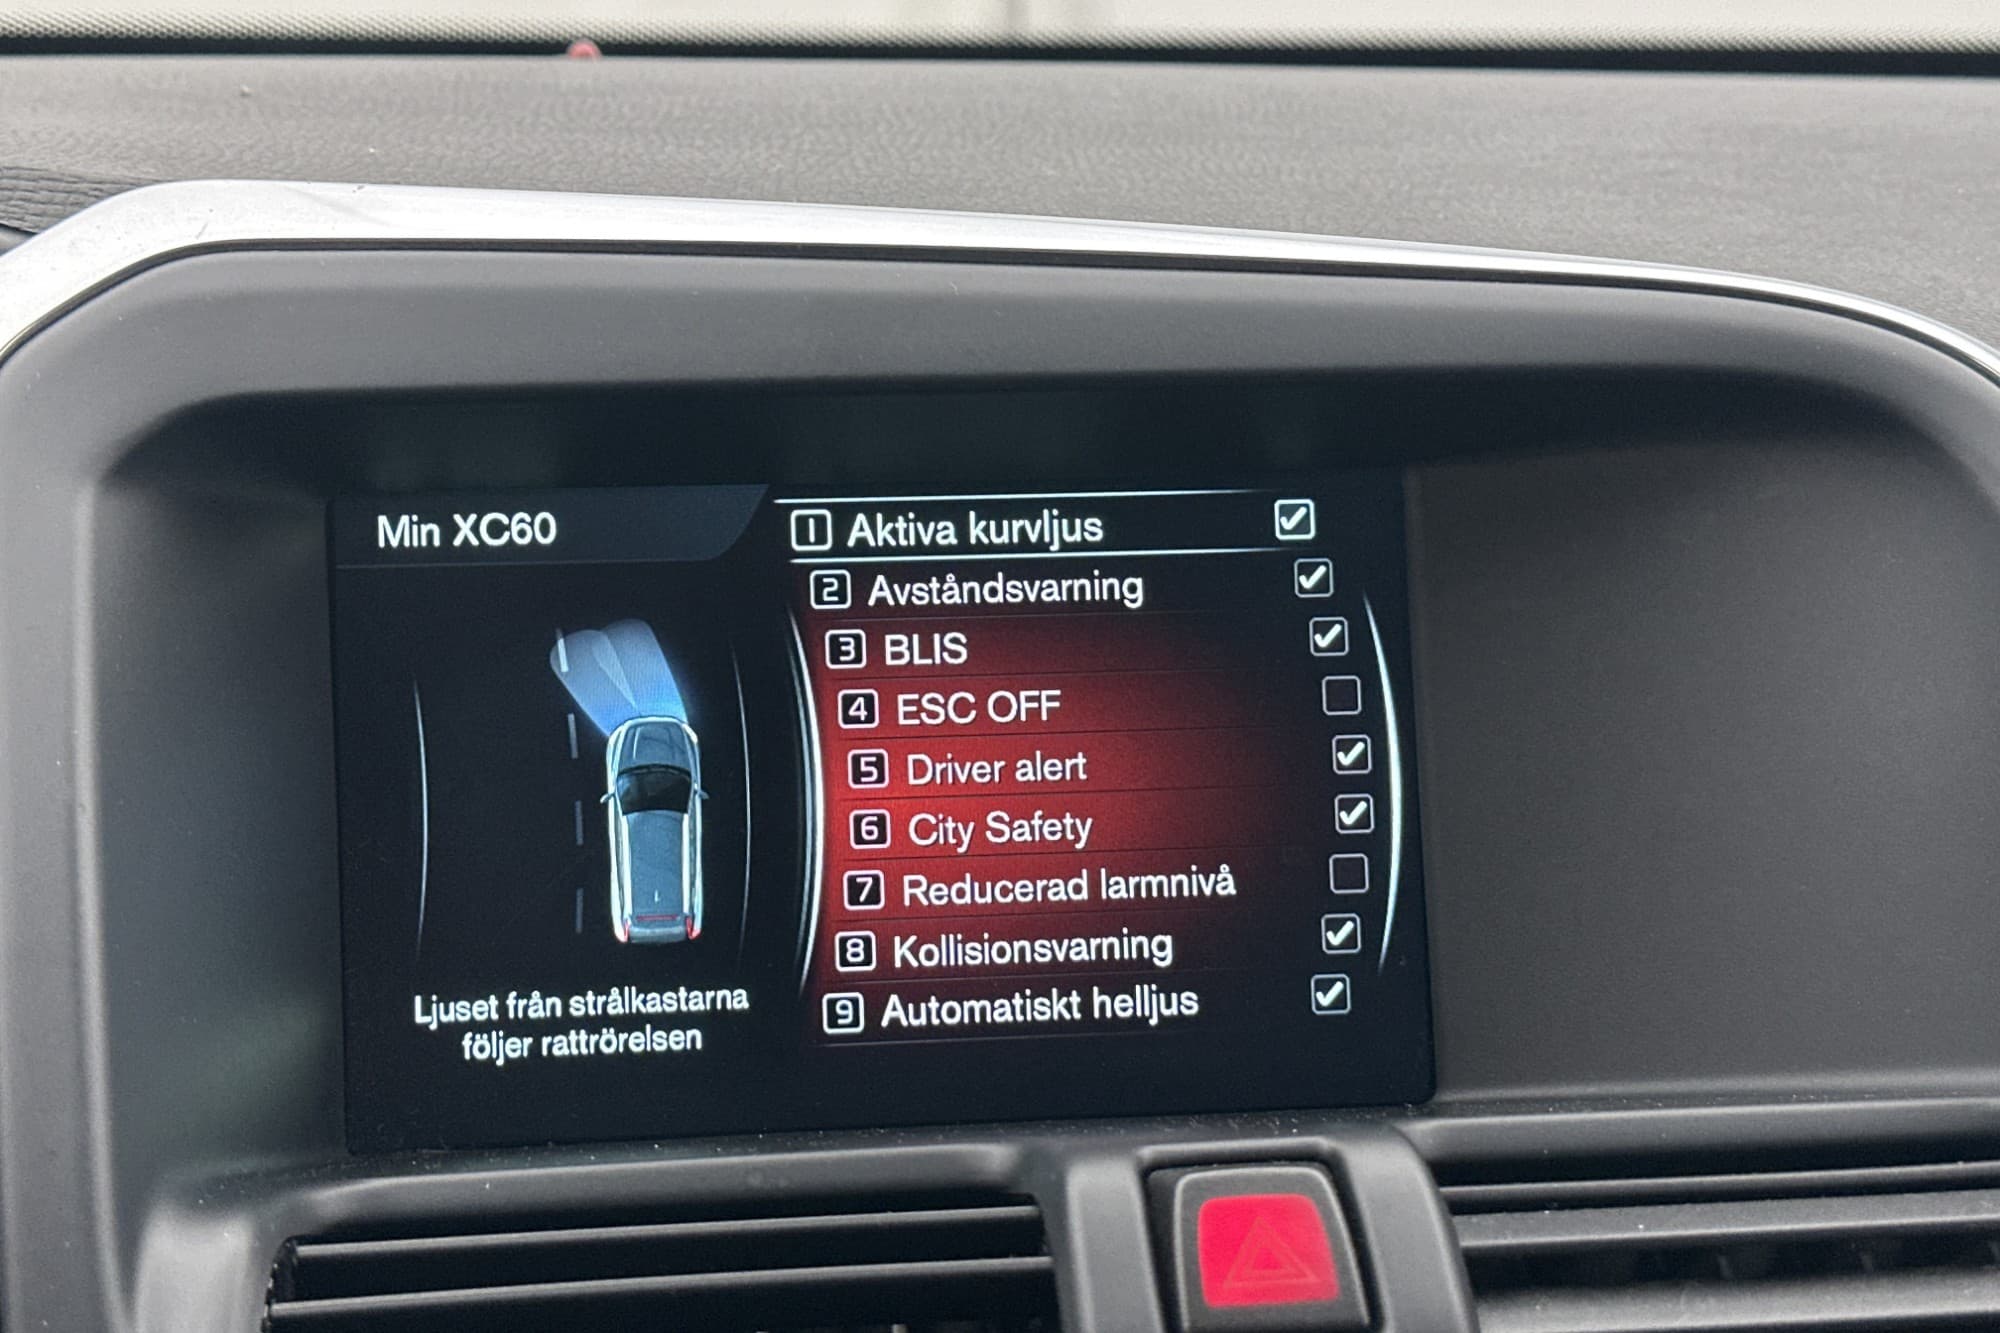 Min XC60
1 Aktiva kurvljus
2 Avståndsvarning
3 BLIS
4 ESC OFF
5 Driver alert
6 City Safety
7 Reducerad larmnivå
8 Kollisionsvarning
9 Automatiskt helljus
Ljuset från strålkastarna
följer rattrörelsen